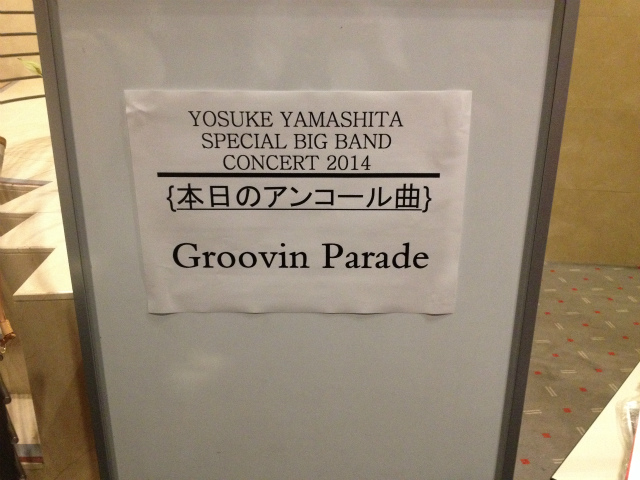 YOSUKE YAMASHITA
SPECIAL BIG BAND
CONCERT 2014
{本日のアンコール曲}
Groovin Parade